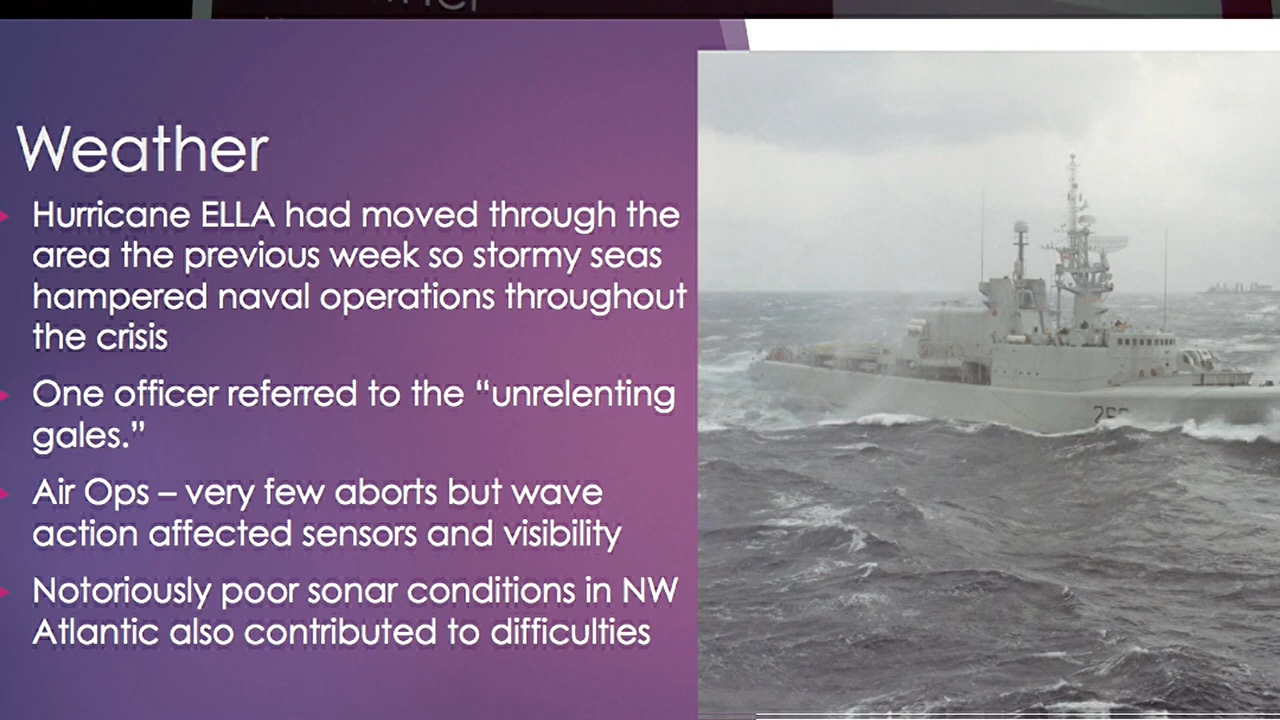 Weather
Hurricane ELLA had moved through the
area the previous week so stormy seas
hampered naval operations throughout
the crisis
One officer referred to the “unrelenting
gales.”
Air Ops – very few aborts but wave
action affected sensors and visibility
Notoriously poor sonar conditions in NW
Atlantic also contributed to difficulties